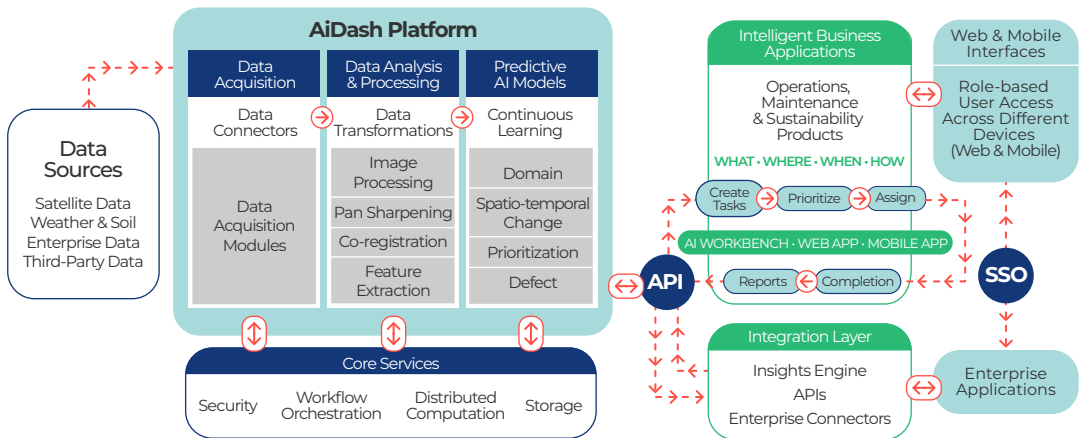 AiDash Platform
Data
Acquisition
Data
Connectors
Data
Acquisition
Modules
Data Analysis
& Processing
Data
Transformations
Image
Processing
Pan Sharpening
Co-registration
Feature
Extraction
Predictive
AI Models
Continuous
Learning
Domain
Spatio-temporal
Change
Prioritization
Defect
Data
Sources
Satellite Data
Weather & Soil
Enterprise Data
Third-Party Data
Core Services
Security
Workflow
Orchestration
Distributed
Computation
Storage
API
Intelligent Business
Applications
Operations,
Maintenance
& Sustainability
Products
WHAT • WHERE • WHEN • HOW
Create
Tasks
Prioritize
Assign
AI WORKBENCH • WEB APP • MOBILE APP
Reports
Completion
Integration Layer
Insights Engine
APIs
Enterprise Connectors
Web & Mobile
Interfaces
Role-based
User Access
Across Different
Devices
(Web & Mobile)
SSO
Enterprise
Applications